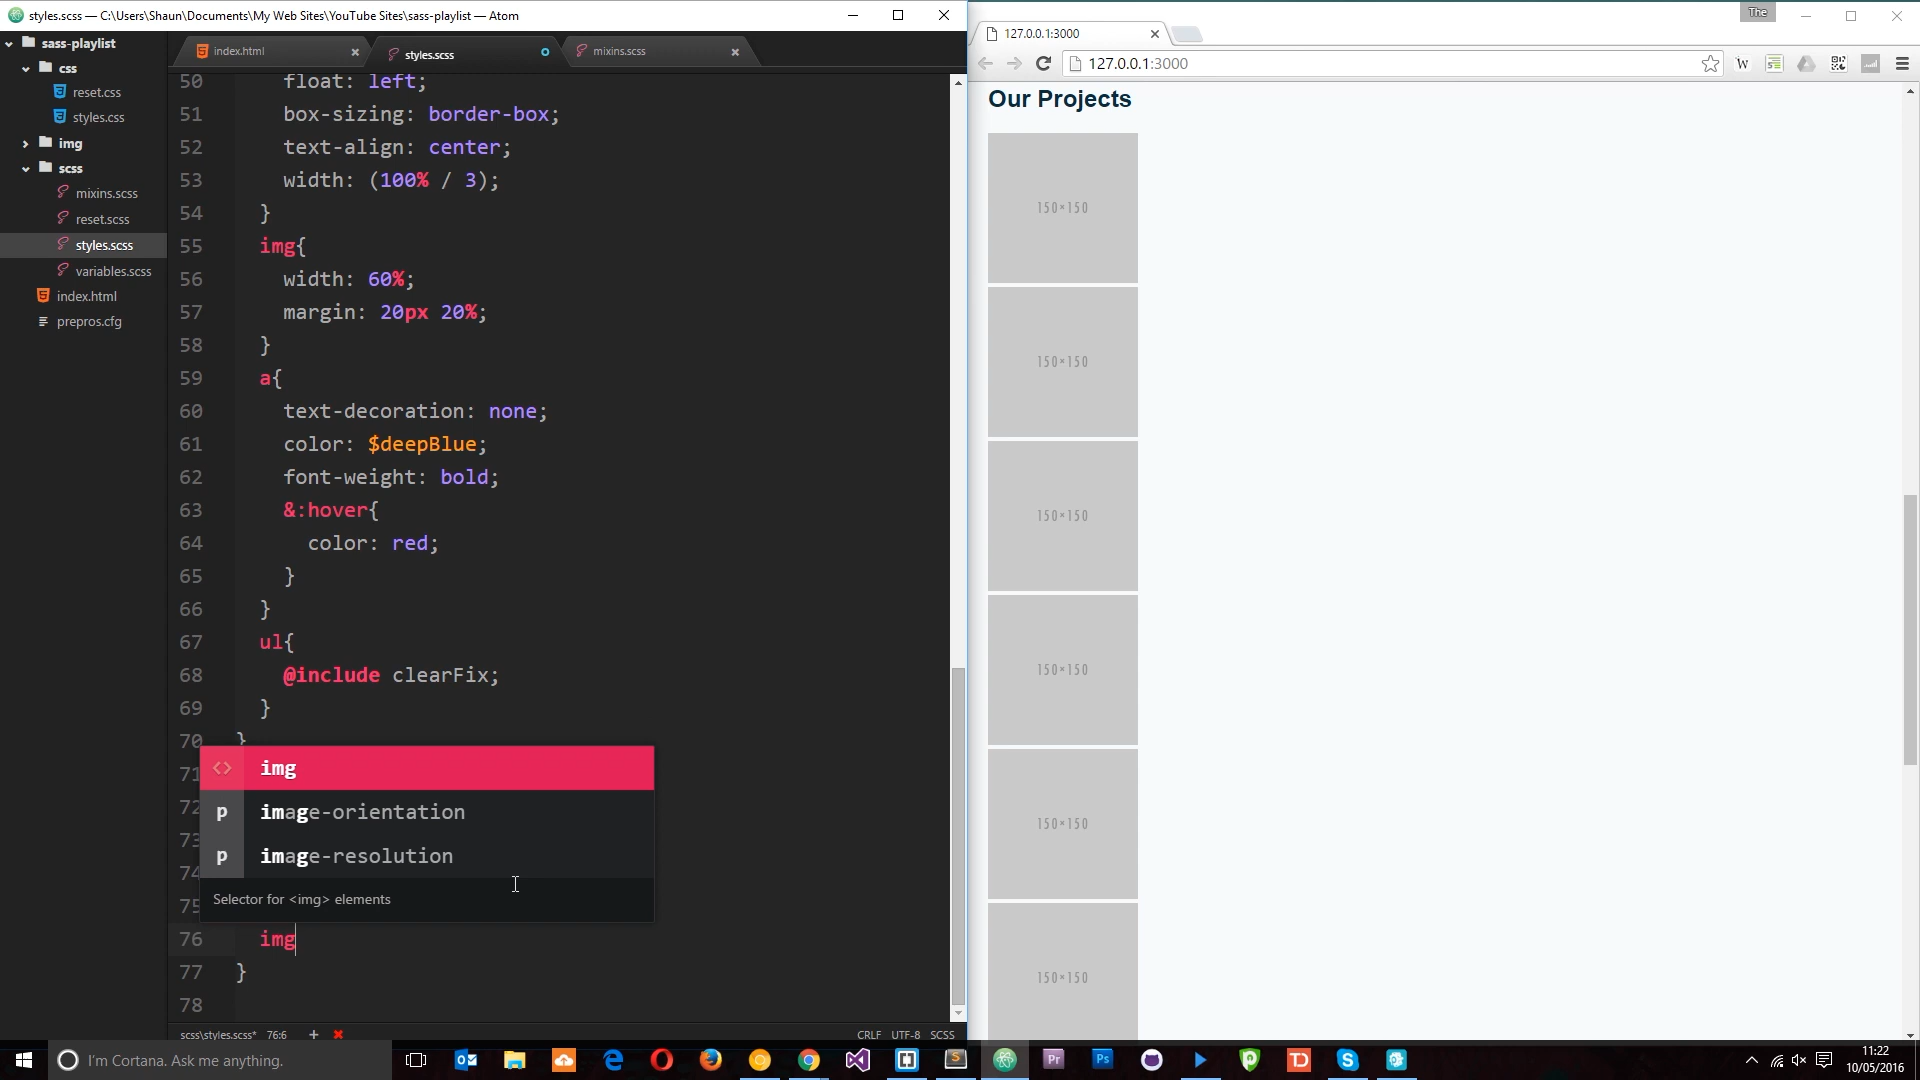 styles.scss — C:\Users\Shaun\Documents\My Web Sites\YouTube Sites\sass-playlist — Atom
sass-playlist
css
reset.css
styles.css
img
scss
mixins.scss
reset.scss
styles.scss
variables.scss
index.html
prepros.cfg
index.html
styles.scss
mixins.scss
50 float: left;
51 box-sizing: border-box;
52 text-align: center;
53 width: (100% / 3);
54 }
55 img{
56 width: 60%;
57 margin: 20px 20%;
58 }
59 a{
60 text-decoration: none;
61 color: $deepBlue;
62 font-weight: bold;
63 &:hover{
64 color: red;
65 }
66 }
67 ul{
68 @include clearFix;
69 }
70 }
71
72
73
74
75
<> img
p image-orientation
p image-resolution
Selector for <img> elements
76 img
77 }
78
scss\styles.scss* 76:6
CRLF UTF-8 SCSS
The
127.0.0.1:3000
127.0.0.1:3000
Our Projects
150×150
150×150
150×150
150×150
150×150
150×150
I'm Cortana. Ask me anything.
11:22
10/05/2016